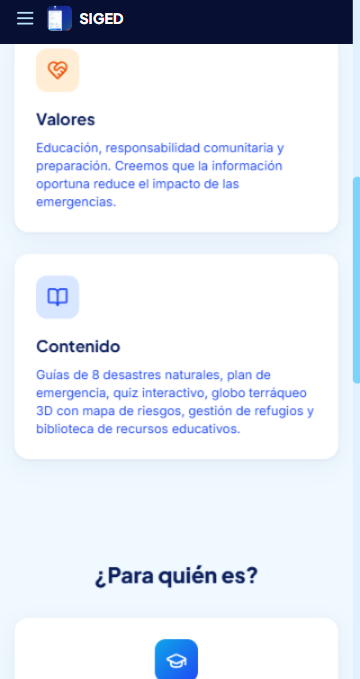 SIGED
Valores
Educación, responsabilidad comunitaria y
preparación. Creemos que la información
oportuna reduce el impacto de las
emergencias.
Contenido
Guías de 8 desastres naturales, plan de
emergencia, quiz interactivo, globo terráqueo
3D con mapa de riesgos, gestión de refugios y
biblioteca de recursos educativos.
¿Para quién es?